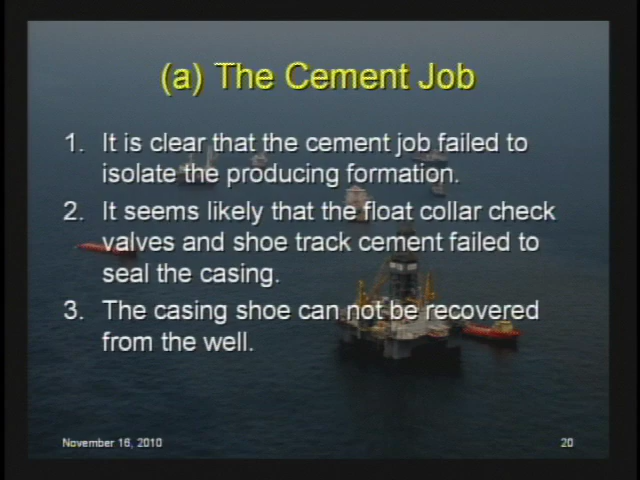 (a) The Cement Job
1. It is clear that the cement job failed to
isolate the producing formation.
2. It seems likely that the float collar check
valves and shoe track cement failed to
seal the casing.
3. The casing shoe can not be recovered
from the well.
November 16, 2010 20